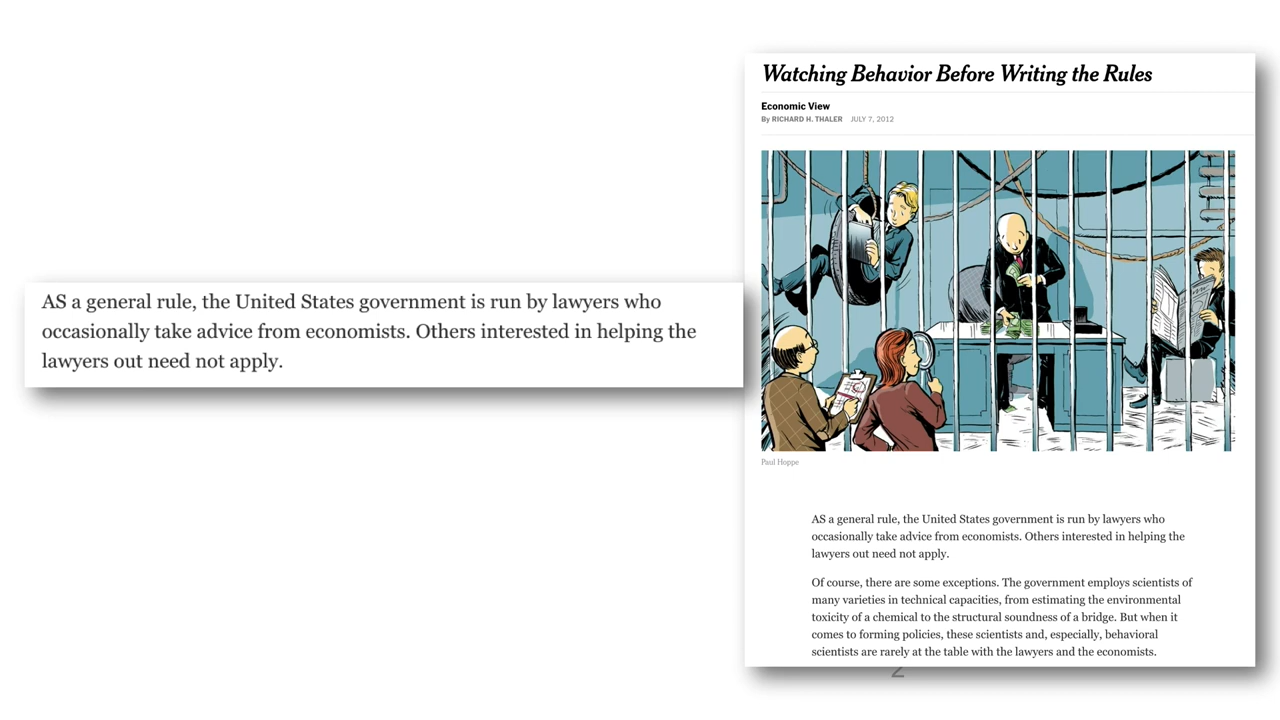 AS a general rule, the United States government is run by lawyers who
occasionally take advice from economists. Others interested in helping the
lawyers out need not apply.
Watching Behavior Before Writing the Rules
Economic View
By RICHARD H. THALER JULY 7, 2012
Paul Hoppe
AS a general rule, the United States government is run by lawyers who
occasionally take advice from economists. Others interested in helping the
lawyers out need not apply.
Of course, there are some exceptions. The government employs scientists of
many varieties in technical capacities, from estimating the environmental
toxicity of a chemical to the structural soundness of a bridge. But when it
comes to forming policies, these scientists and, especially, behavioral
scientists are rarely at the table with the lawyers and the economists.
2